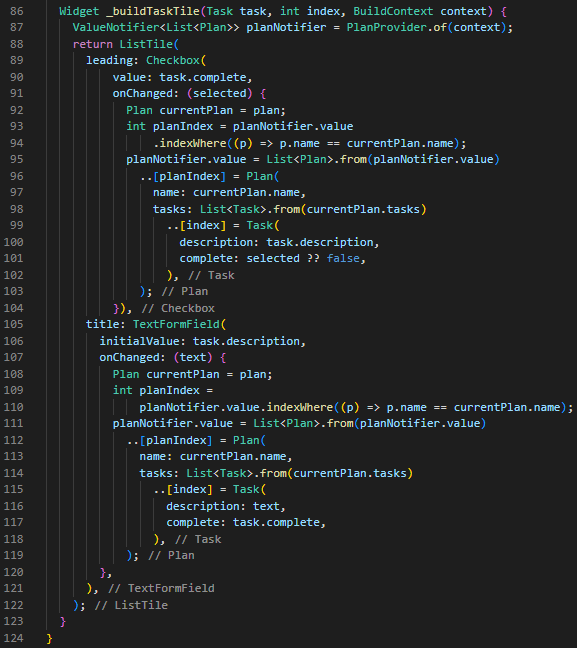 86 Widget _buildTaskTile(Task task, int index, BuildContext context) {
87 ValueNotifier<List<Plan>> planNotifier = PlanProvider.of(context);
88 return ListTile(
89 leading: Checkbox(
90 value: task.complete,
91 onChanged: (selected) {
92 Plan currentPlan = plan;
93 int planIndex = planNotifier.value
94 .indexWhere((p) => p.name == currentPlan.name);
95 planNotifier.value = List<Plan>.from(planNotifier.value)
96 ..[planIndex] = Plan(
97 name: currentPlan.name,
98 tasks: List<Task>.from(currentPlan.tasks)
99 ..[index] = Task(
100 description: task.description,
101 complete: selected ?? false,
102 ), // Task
103 ); // Plan
104 }), // Checkbox
105 title: TextFormField(
106 initialValue: task.description,
107 onChanged: (text) {
108 Plan currentPlan = plan;
109 int planIndex =
110 planNotifier.value.indexWhere((p) => p.name == currentPlan.name);
111 planNotifier.value = List<Plan>.from(planNotifier.value)
112 ..[planIndex] = Plan(
113 name: currentPlan.name,
114 tasks: List<Task>.from(currentPlan.tasks)
115 ..[index] = Task(
116 description: text,
117 complete: task.complete,
118 ), // Task
119 ); // Plan
120 },
121 ), // TextFormField
122 ); // ListTile
123 }
124 }